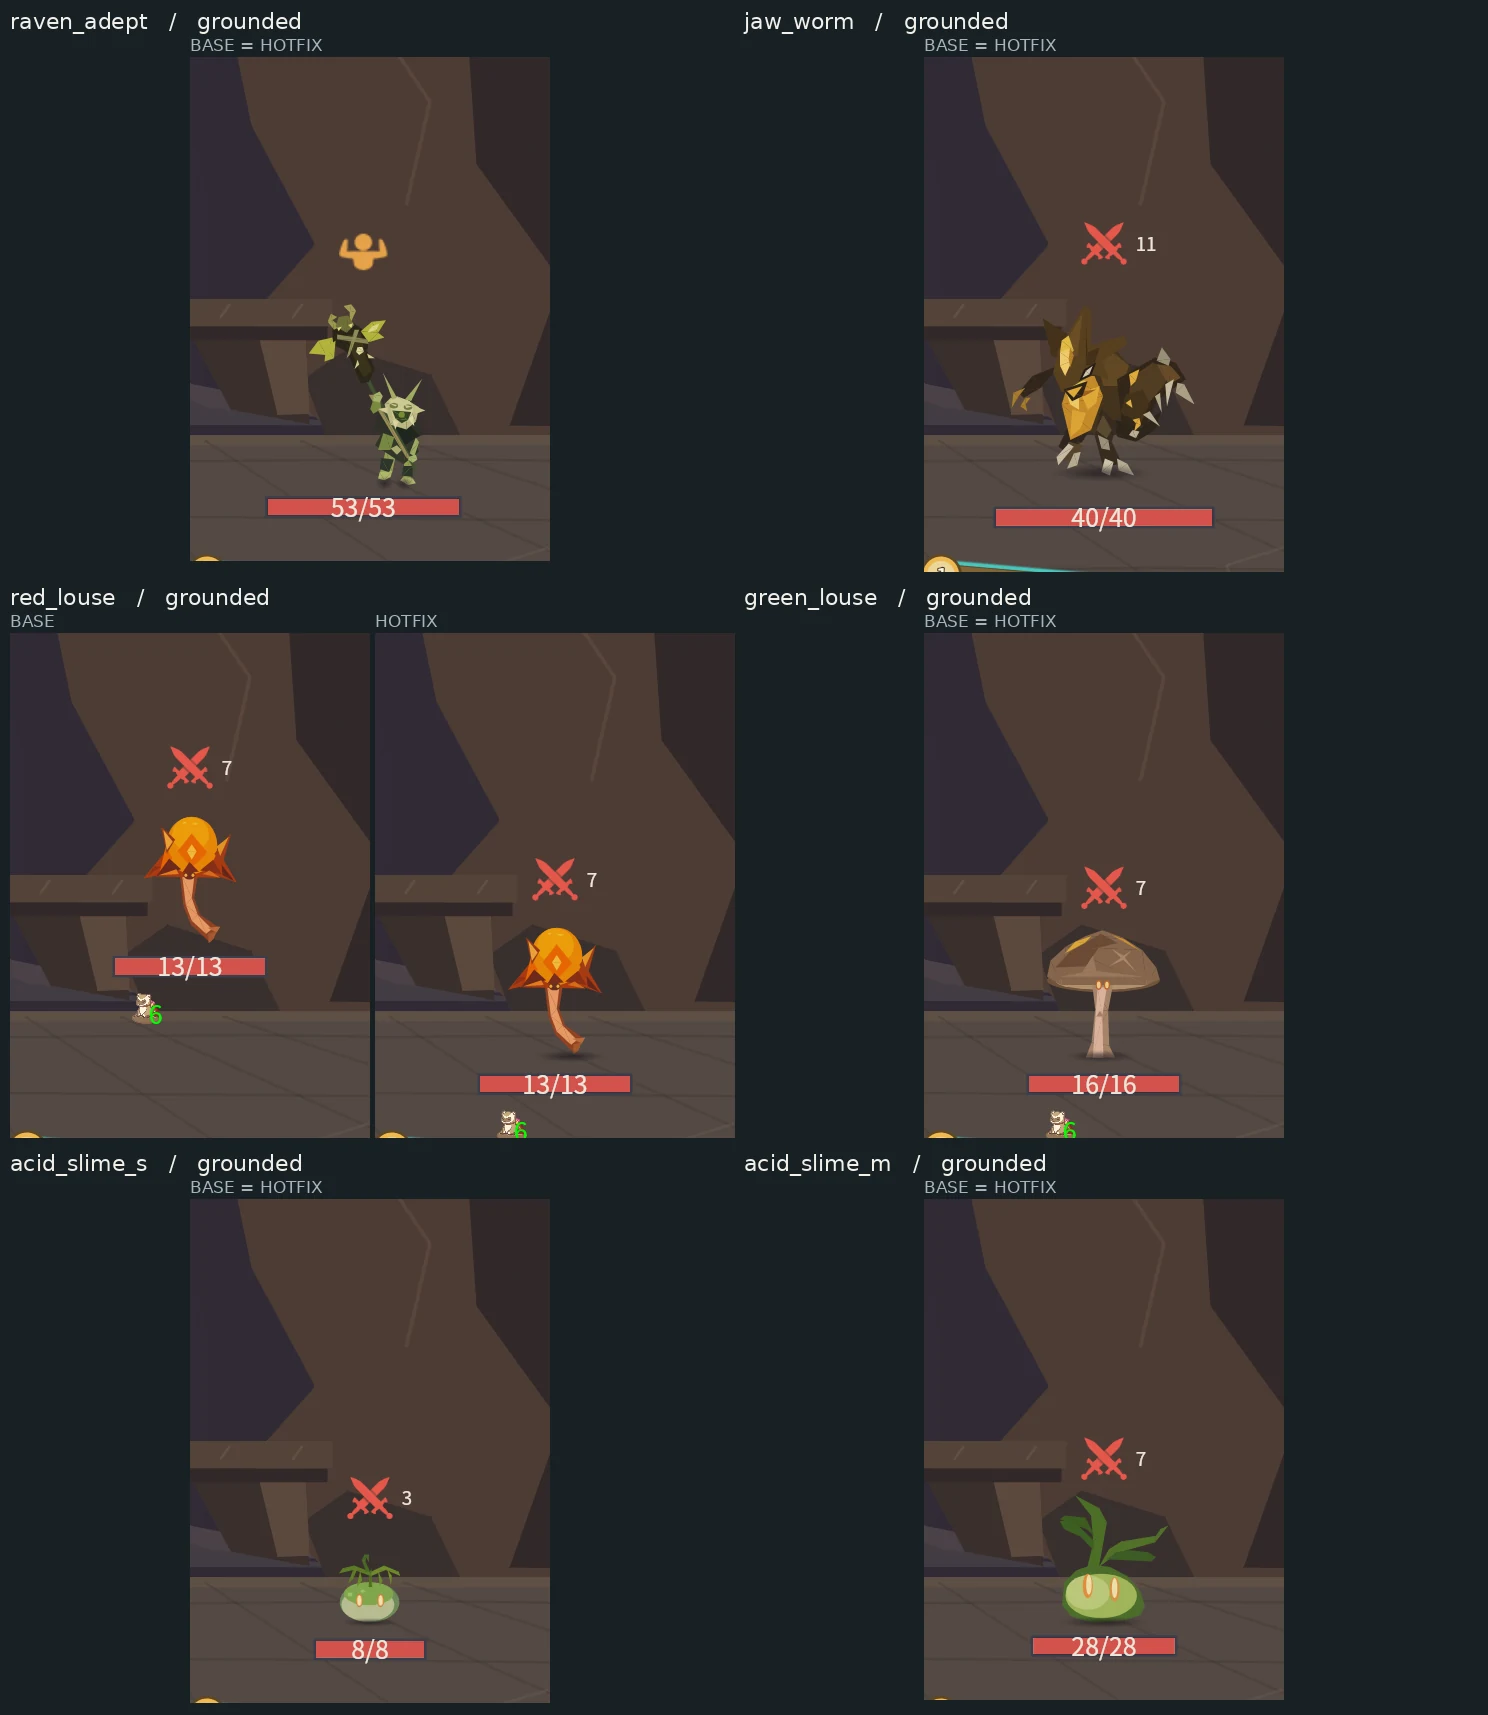 raven_adept / grounded
BASE = HOTFIX
53/53
jaw_worm / grounded
BASE = HOTFIX
11
40/40
red_louse / grounded
BASE
7
13/13
6
HOTFIX
7
13/13
6
green_louse / grounded
BASE = HOTFIX
7
16/16
6
acid_slime_s / grounded
BASE = HOTFIX
3
8/8
acid_slime_m / grounded
BASE = HOTFIX
7
28/28